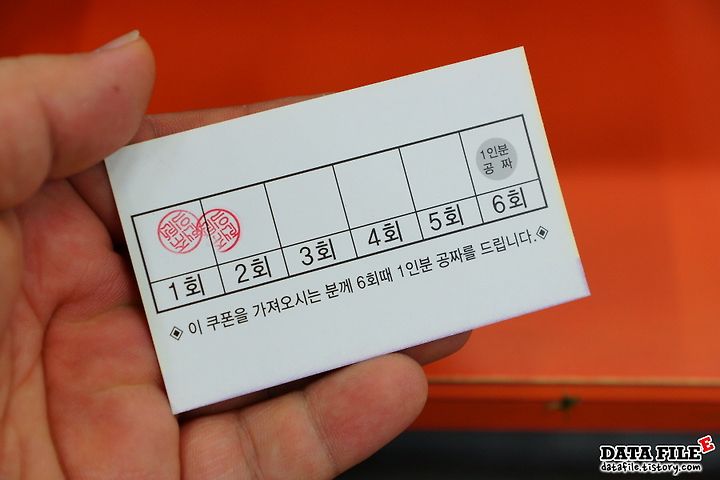 1인분
공 짜
1회 2회 3회 4회 5회 6회
◈ 이 쿠폰을 가져오시는 분께 6회때 1인분 공짜를 드립니다.◈
DATA FILE E
datafile.tistory.com